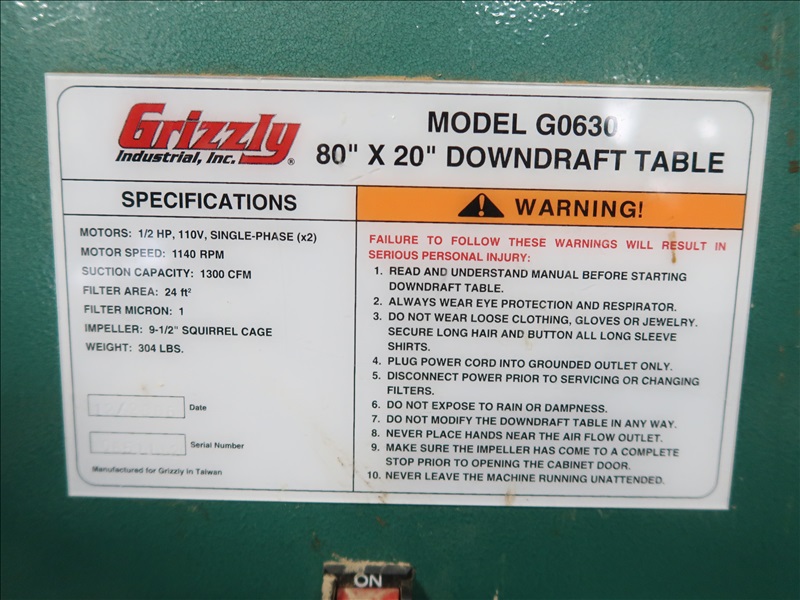 Grizzly
Industrial, Inc.®
MODEL G0630
80" X 20" DOWNDRAFT TABLE
SPECIFICATIONS
MOTORS: 1/2 HP, 110V, SINGLE-PHASE (x2)
MOTOR SPEED: 1140 RPM
SUCTION CAPACITY: 1300 CFM
FILTER AREA: 24 ft²
FILTER MICRON: 1
IMPELLER: 9-1/2" SQUIRREL CAGE
WEIGHT: 304 LBS.
Date
Serial Number
Manufactured for Grizzly in Taiwan
WARNING!
FAILURE TO FOLLOW THESE WARNINGS WILL RESULT IN
SERIOUS PERSONAL INJURY:
1. READ AND UNDERSTAND MANUAL BEFORE STARTING
DOWNDRAFT TABLE.
2. ALWAYS WEAR EYE PROTECTION AND RESPIRATOR.
3. DO NOT WEAR LOOSE CLOTHING, GLOVES OR JEWELRY.
SECURE LONG HAIR AND BUTTON ALL LONG SLEEVE
SHIRTS.
4. PLUG POWER CORD INTO GROUNDED OUTLET ONLY.
5. DISCONNECT POWER PRIOR TO SERVICING OR CHANGING
FILTERS.
6. DO NOT EXPOSE TO RAIN OR DAMPNESS.
7. DO NOT MODIFY THE DOWNDRAFT TABLE IN ANY WAY.
8. NEVER PLACE HANDS NEAR THE AIR FLOW OUTLET.
9. MAKE SURE THE IMPELLER HAS COME TO A COMPLETE
STOP PRIOR TO OPENING THE CABINET DOOR.
10. NEVER LEAVE THE MACHINE RUNNING UNATTENDED.
ON